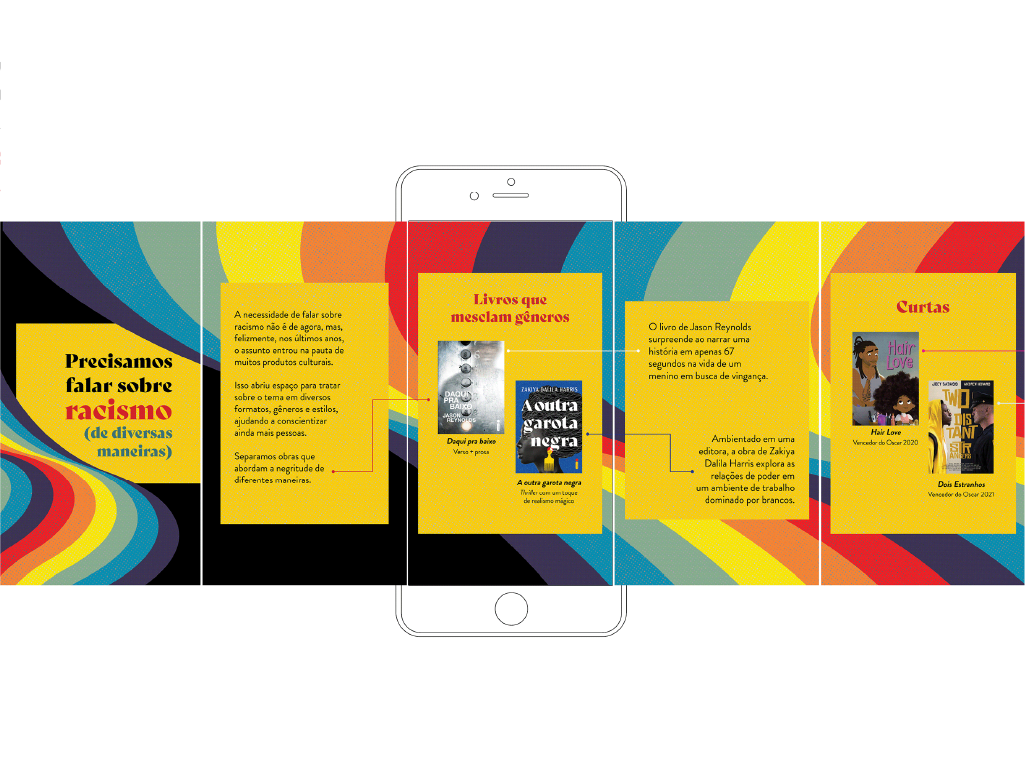 Precisamos
falar sobre
racismo
(de diversas
maneiras)
A necessidade de falar sobre
racismo não é de agora, mas,
felizmente, nos últimos anos,
o assunto entrou na pauta de
muitos produtos culturais.
Isso abriu espaço para tratar
sobre o tema em diversos
formatos, gêneros e estilos,
ajudando a conscientizar
ainda mais pessoas.
Separamos obras que
abordam a negritude de
diferentes maneiras.
Livros que
mesclam gêneros
DAQUI
PRA
BAIXO
JASON
REYNOLDS
Daqui pra baixo
Verso + prosa
ZAKIYA DALILA HARRIS
A outra
garota
negra
A outra garota negra
Thriller com um toque
de realismo mágico
O livro de Jason Reynolds
surpreende ao narrar uma
história em apenas 67
segundos na vida de um
menino em busca de vingança.
Ambientado em uma
editora, a obra de Zakiya
Dalila Harris explora as
relações de poder em
um ambiente de trabalho
dominado por brancos.
Curtas
Hair
Love
Hair Love
Vencedor do Oscar 2020
TWO
DIS
TANT
STR
Dois Estranhos
Vencedor do Oscar 2021